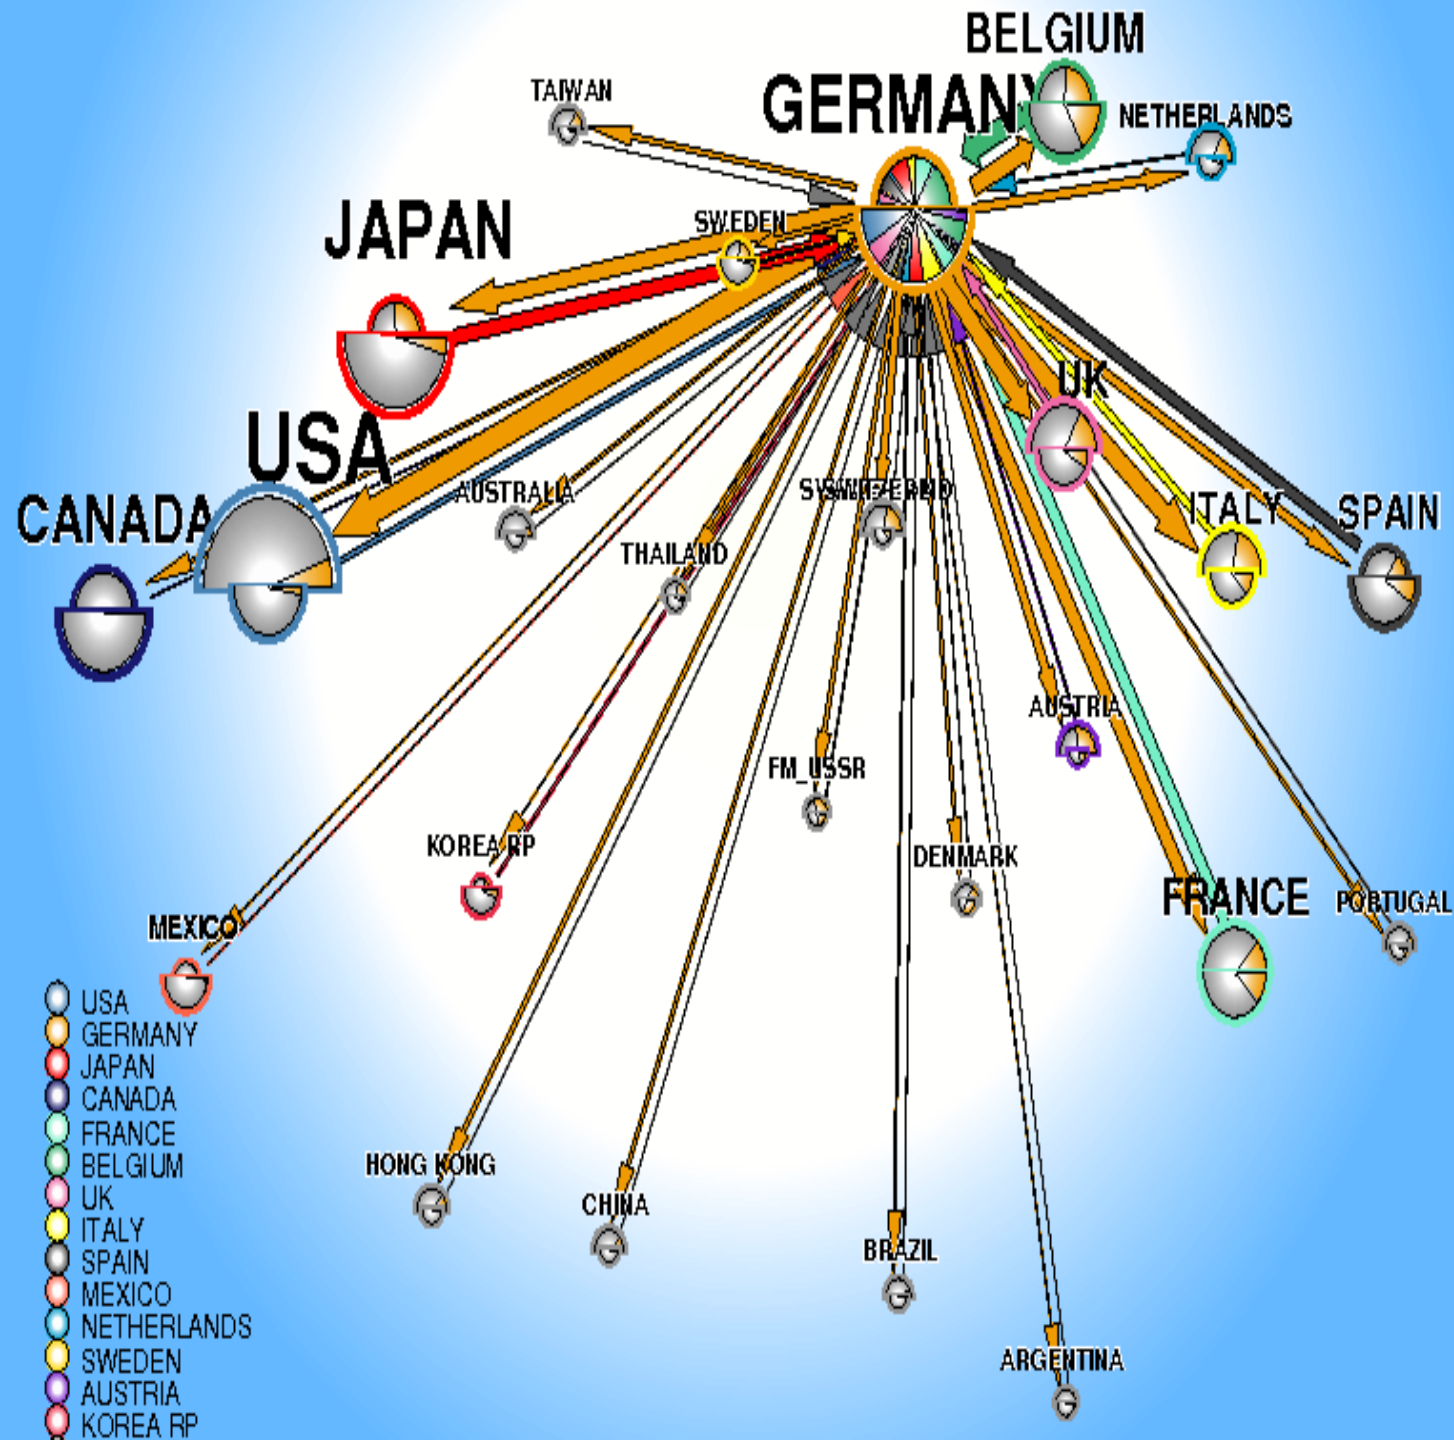 BELGIUM
TAIWAN
GERMANY
NETHERLANDS
JAPAN
SWEDEN
UK
USA
AUSTRALIA
CANADA
ITALY
SPAIN
THAILAND
AUSTRIA
FM_USSR
KOREA RP
DENMARK
FRANCE
PORTUGAL
MEXICO
HONG KONG
CHINA
BRAZIL
ARGENTINA
USA
GERMANY
JAPAN
CANADA
FRANCE
BELGIUM
UK
ITALY
SPAIN
MEXICO
NETHERLANDS
SWEDEN
AUSTRIA
KOREA RP